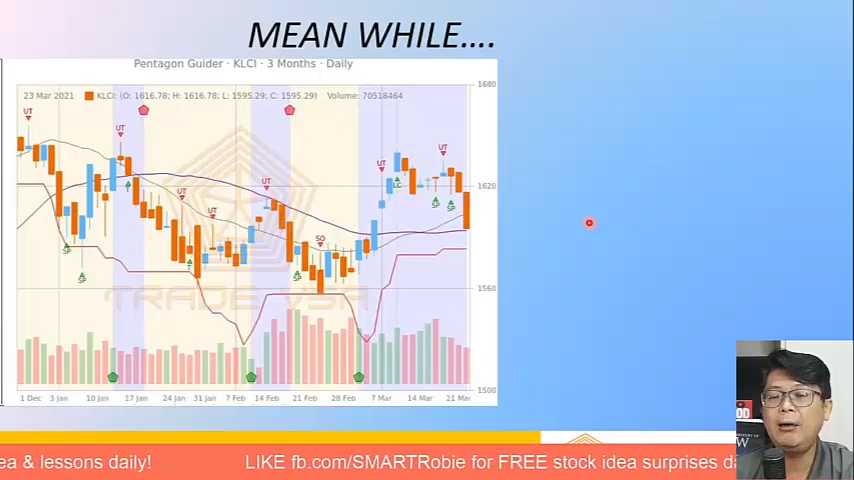 MEAN WHILE....
Pentagon Guider · KLCI · 3 Months · Daily
23 Mar 2021 KLCI: (O: 1616.78; H: 1616.78; L: 1595.29; C: 1595.29) Volume: 70518464
1680
UT
UT
UT
UT
UT
UT
UT
LC
1620
UT
SP
SP
SO
SP
SP
SP
1560
TRADE VSA
1500
1 Dec 3 Jan 10 Jan 17 Jan 24 Jan 31 Jan 7 Feb 14 Feb 21 Feb 28 Feb 7 Mar 14 Mar 21 Mar
ea & lessons daily! LIKE fb.com/SMARTRobie for FREE stock idea surprises da